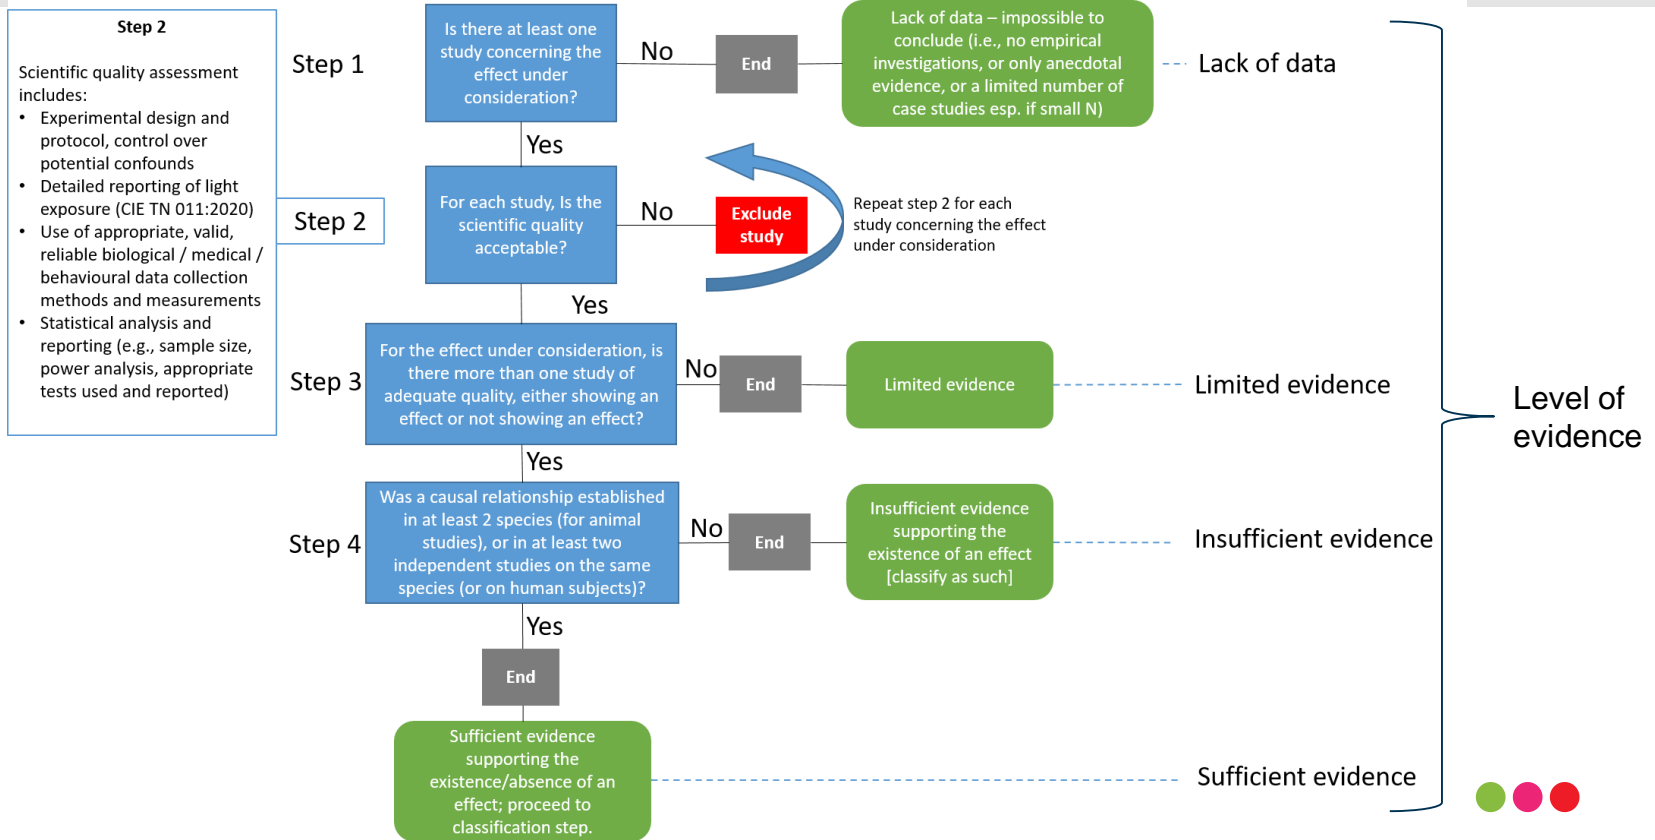 Step 2
Scientific quality assessment
includes:
• Experimental design and
protocol, control over
potential confounds
• Detailed reporting of light
exposure (CIE TN 011:2020)
• Use of appropriate, valid,
reliable biological / medical /
behavioural data collection
methods and measurements
• Statistical analysis and
reporting (e.g., sample size,
power analysis, appropriate
tests used and reported)
Step 1
Is there at least one
study concerning the
effect under
consideration?
No
End
Lack of data – impossible to
conclude (i.e., no empirical
investigations, or only anecdotal
evidence, or a limited number of
case studies esp. if small N)
Lack of data
Yes
Step 2
For each study, Is the
scientific quality
acceptable?
No
Exclude
study
Repeat step 2 for each
study concerning the effect
under consideration
Yes
Step 3
For the effect under consideration, is
there more than one study of
adequate quality, either showing an
effect or not showing an effect?
No
End
Limited evidence
Limited evidence
Yes
Step 4
Was a causal relationship established
in at least 2 species (for animal
studies), or in at least two
independent studies on the same
species (or on human subjects)?
No
End
Insufficient evidence
supporting the
existence of an effect
[classify as such]
Insufficient evidence
Yes
End
Sufficient evidence
supporting the
existence/absence of an
effect; proceed to
classification step.
Sufficient evidence
Level of
evidence